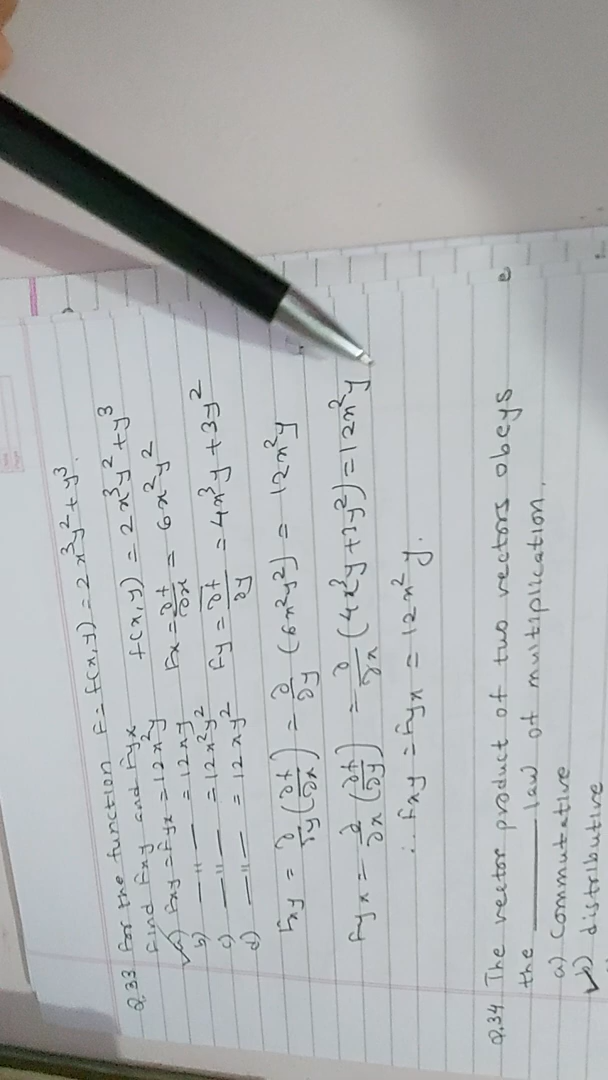 Q.33 For the function F = f(x,y) = 2x³y² + y³.
Find Fxy and Fyx
f(x,y) = 2x³y² + y³
a) Fxy = Fyx = 12x²y
Fx = ∂f/∂x = 6x²y²
b) —"— = 12xy
c) —"— = 12x²y²
Fy = ∂f/∂y = 4x³y + 3y²
d) —"— = 12xy²
Fxy = ∂/∂y (∂f/∂x) = ∂/∂y (6x²y²) = 12x²y
Fyx = ∂/∂x (∂f/∂y) = ∂/∂x (4x³y + 3y²) = 12x²y
∴ Fxy = Fyx = 12x²y.
Q.34 The vector product of two vectors obeys
the ______ law of multiplication.
a) Commutative
b) distributive